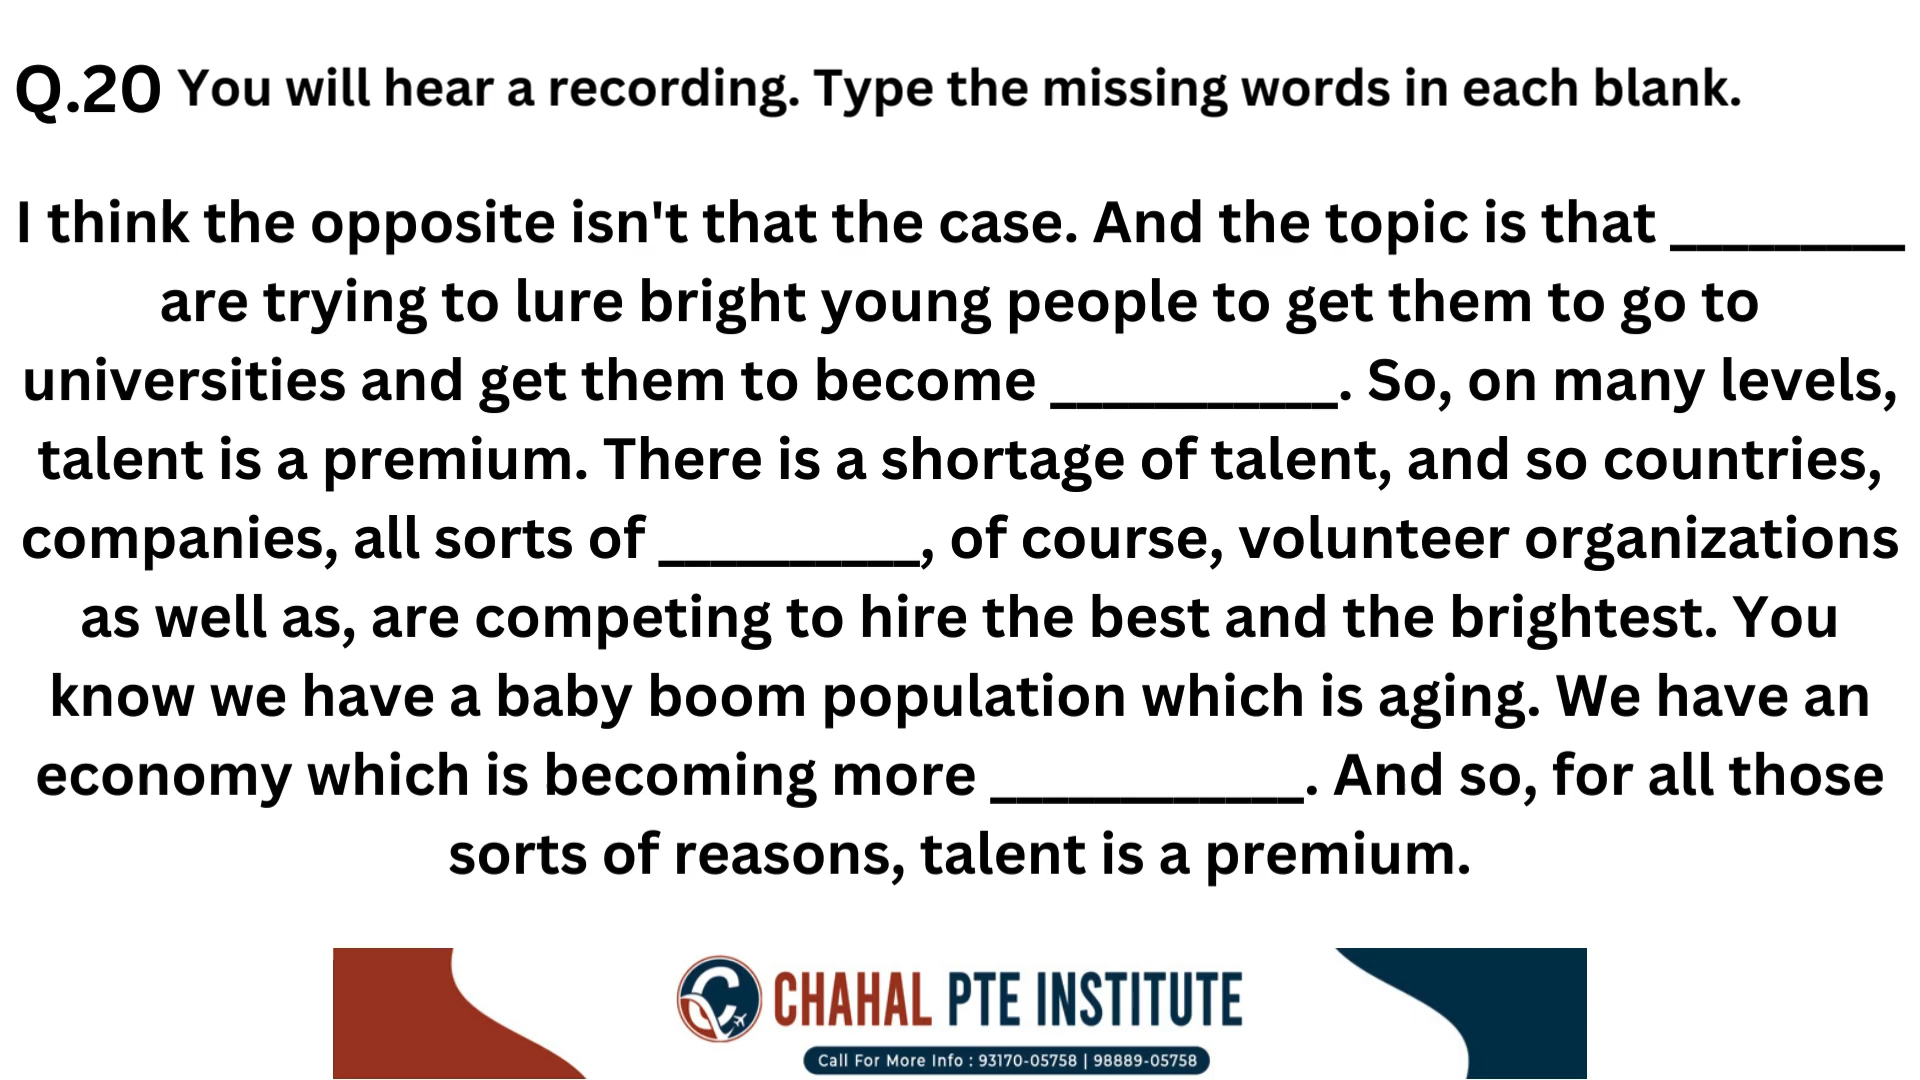 Q.20 You will hear a recording. Type the missing words in each blank.
I think the opposite isn't that the case. And the topic is that _________
are trying to lure bright young people to get them to go to
universities and get them to become ___________. So, on many levels,
talent is a premium. There is a shortage of talent, and so countries,
companies, all sorts of __________, of course, volunteer organizations
as well as, are competing to hire the best and the brightest. You
know we have a baby boom population which is aging. We have an
economy which is becoming more ____________. And so, for all those
sorts of reasons, talent is a premium.
CHAHAL PTE INSTITUTE
Call For More Info : 93170-05758 | 98889-05758